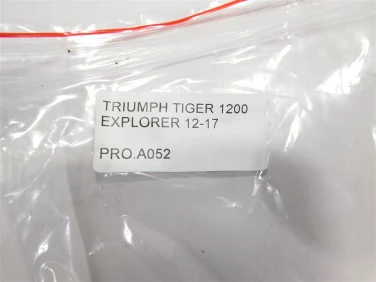 TRIUMPH TIGER 1200
EXPLORER 12-17
PRO.A052